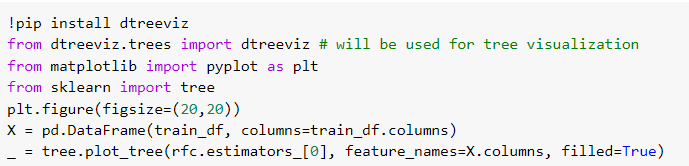 !pip install dtreeviz
from dtreeviz.trees import dtreeviz # will be used for tree visualization
from matplotlib import pyplot as plt
from sklearn import tree
plt.figure(figsize=(20,20))
X = pd.DataFrame(train_df, columns=train_df.columns)
_ = tree.plot_tree(rfc.estimators_[0], feature_names=X.columns, filled=True)